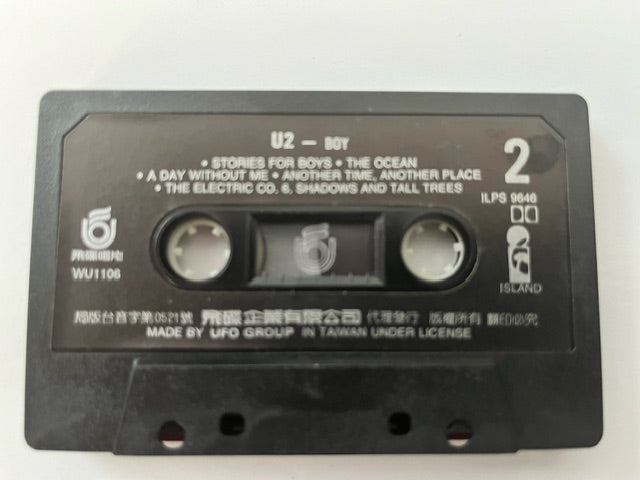 U2 — BOY
2
• STORIES FOR BOYS • THE OCEAN
• A DAY WITHOUT ME • ANOTHER TIME, ANOTHER PLACE
• THE ELECTRIC CO. 6. SHADOWS AND TALL TREES
ILPS 9646
飛碟唱片
WU1106
ISLAND
局版台音字第0521號 飛碟企業有限公司 代理發行 版權所有 翻印必究
MADE BY UFO GROUP IN TAIWAN UNDER LICENSE